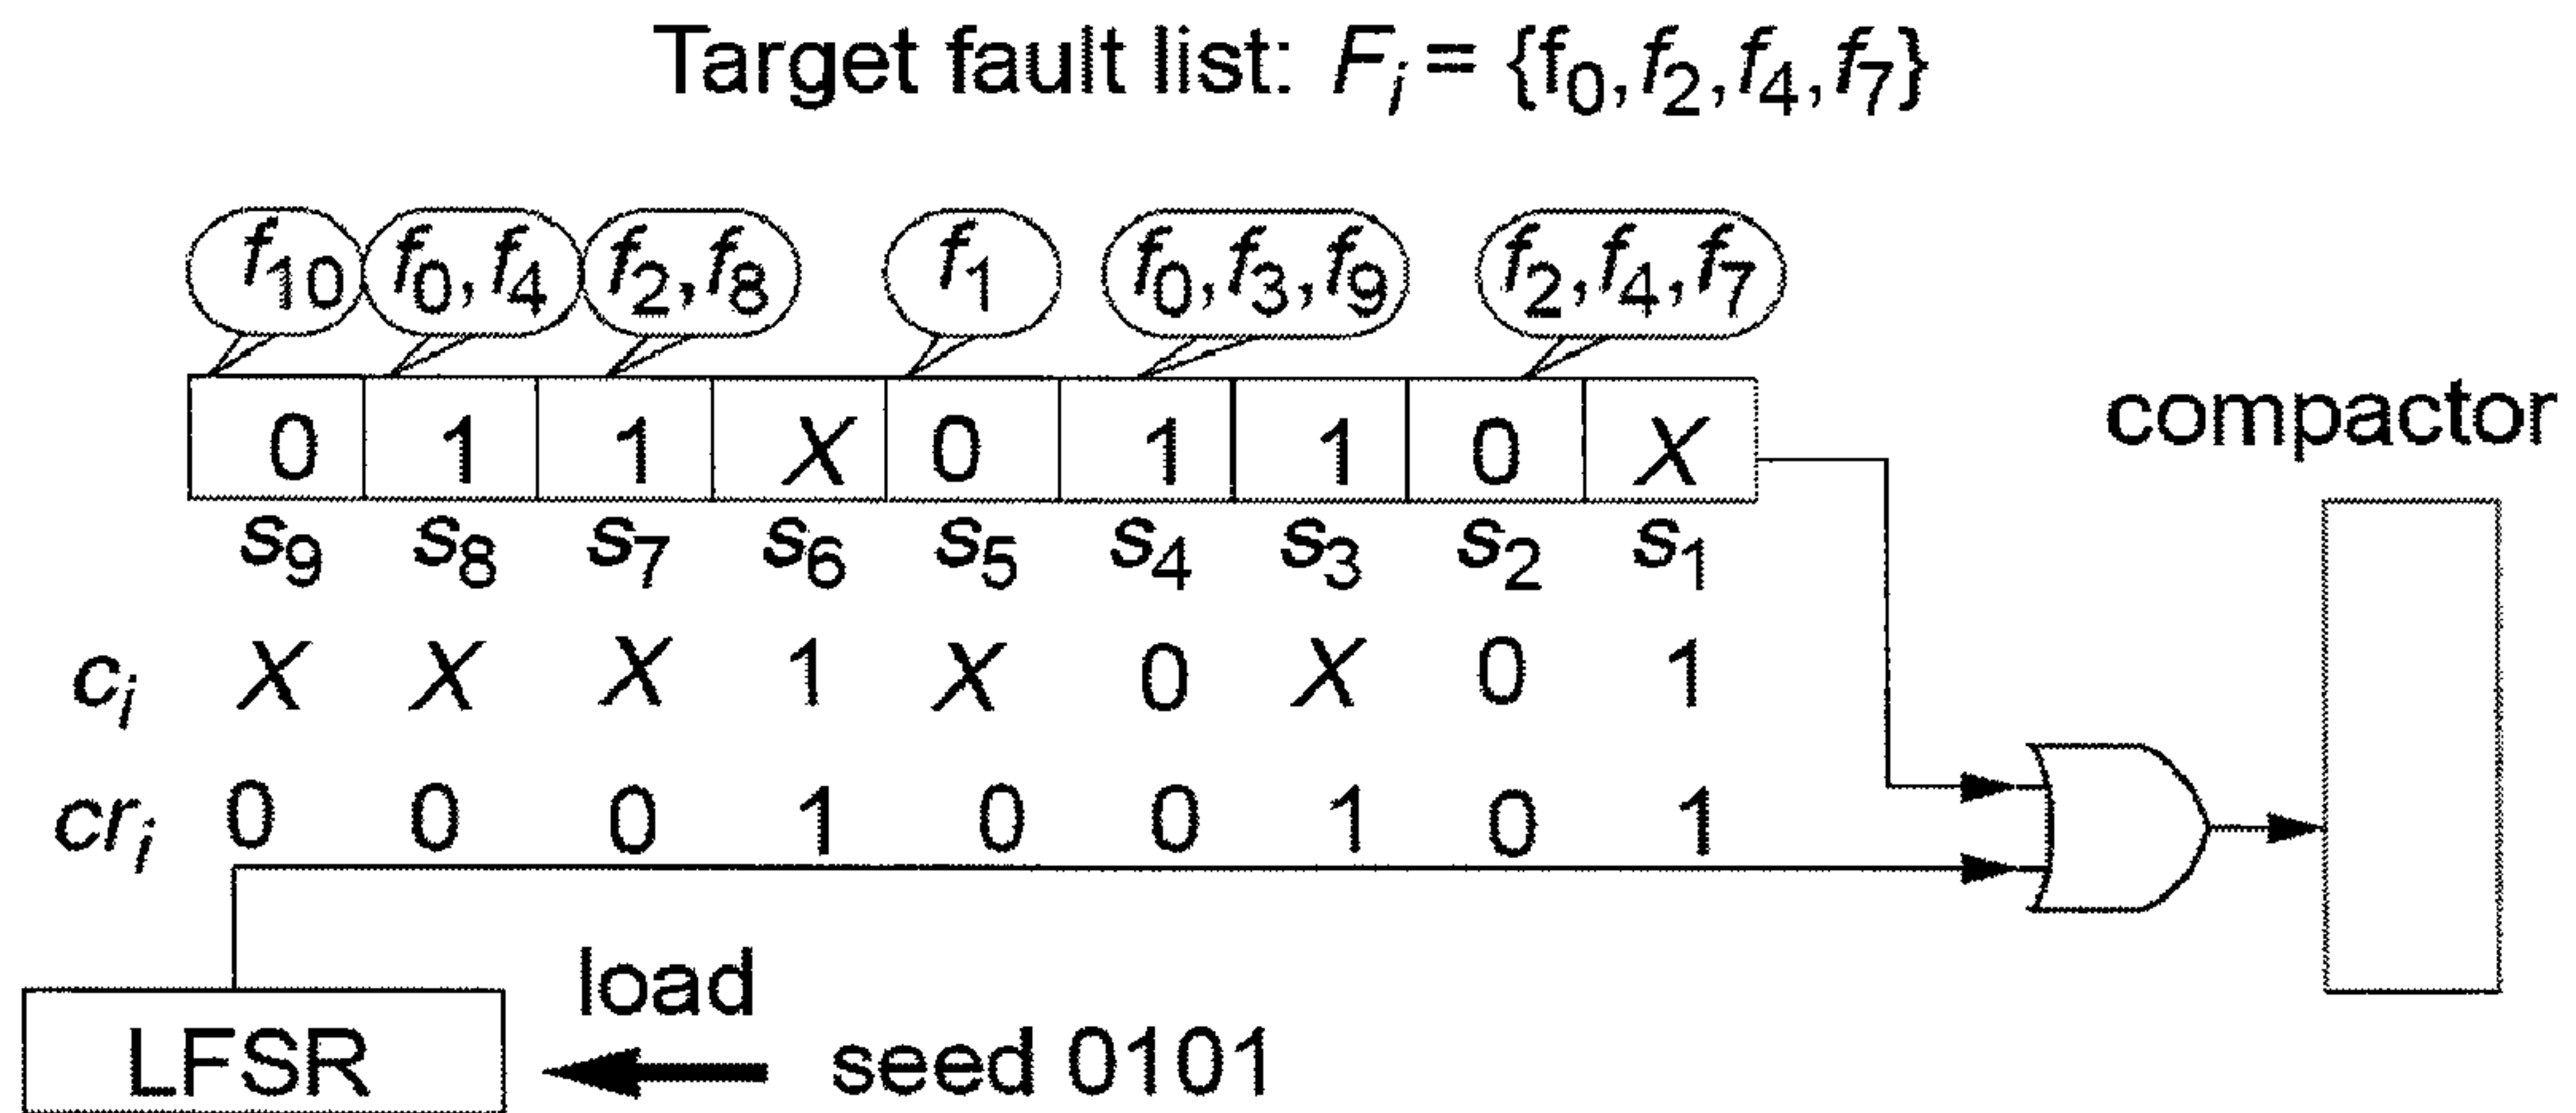 Target fault list: Fᵢ = {f₀,f₂,f₄,f₇}
f₁₀ f₀,f₄ f₂,f₈ f₁ f₀,f₃,f₉ f₂,f₄,f₇
0 1 1 X 0 1 1 0 X
compactor
s₉ s₈ s₇ s₆ s₅ s₄ s₃ s₂ s₁
cᵢ X X X 1 X 0 X 0 1
crᵢ 0 0 0 1 0 0 1 0 1
load
LFSR seed 0101